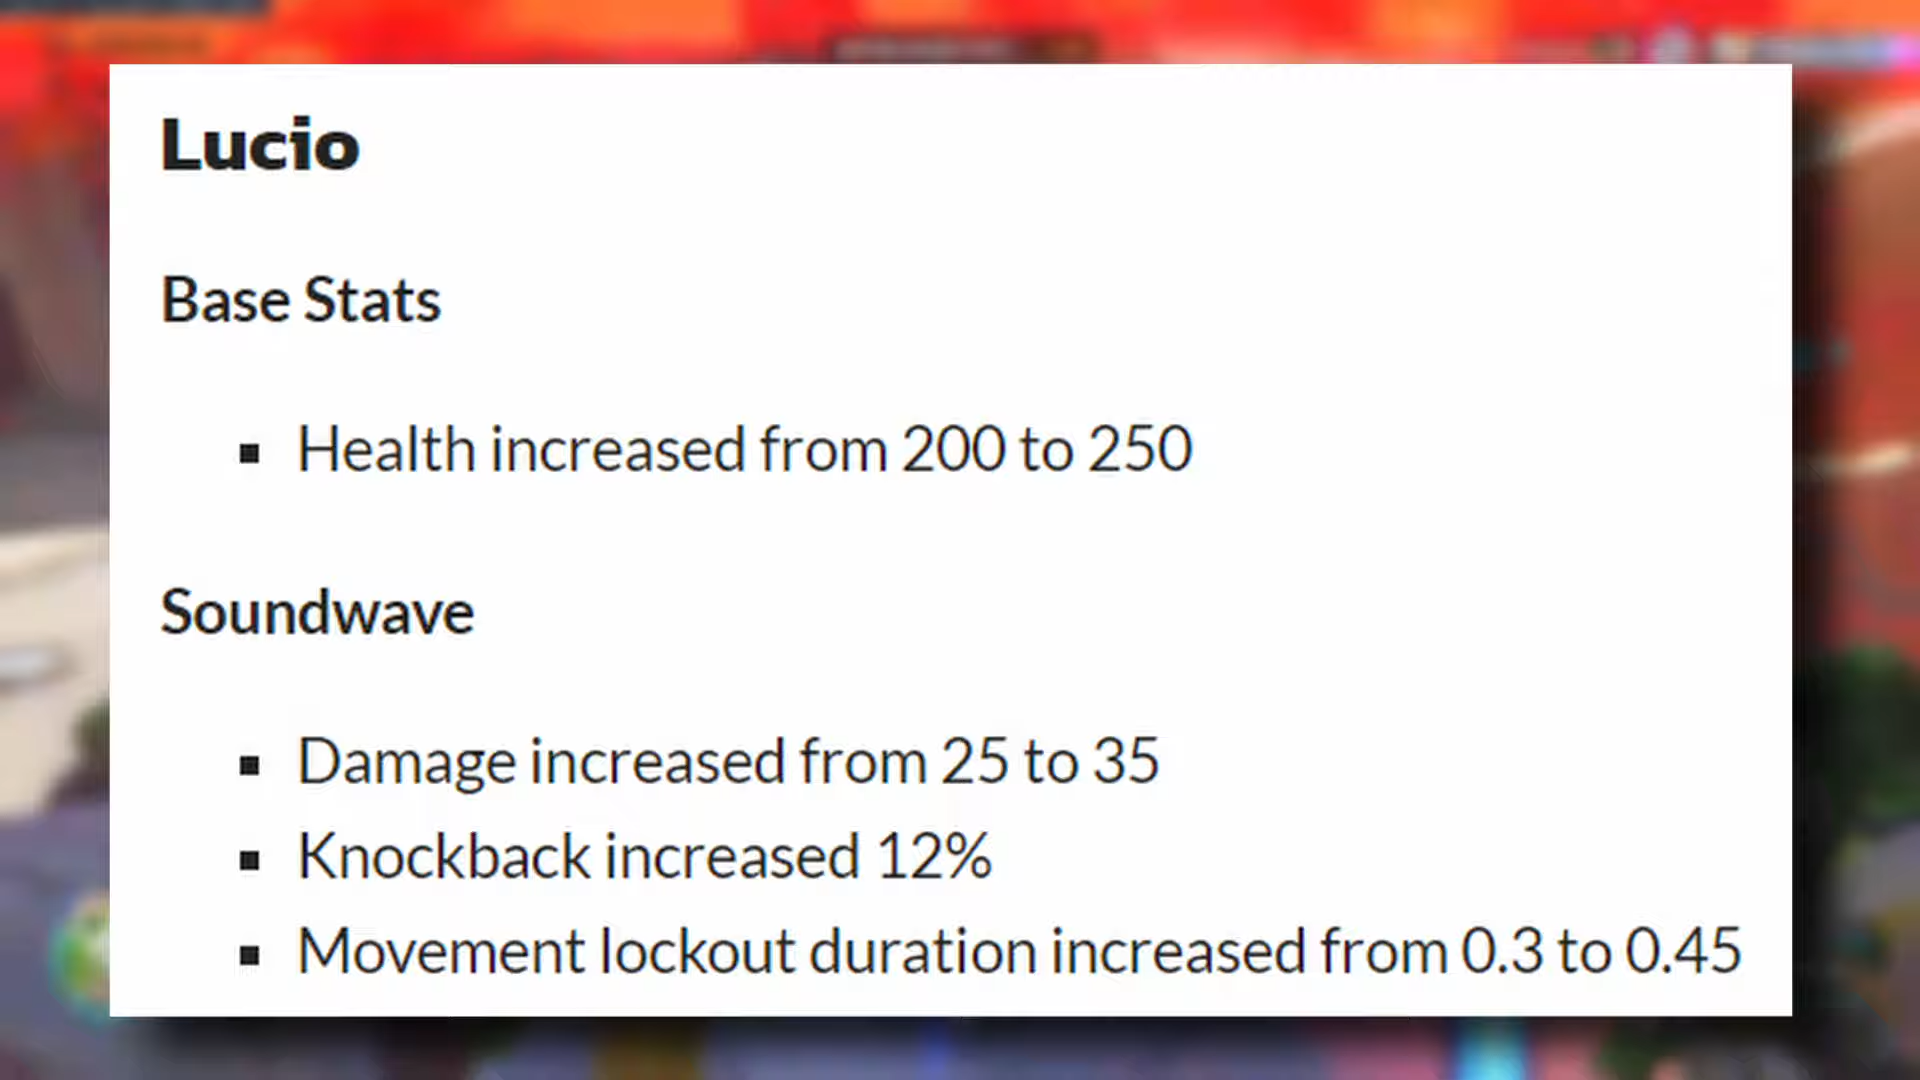 Lucio
Base Stats
Health increased from 200 to 250
Soundwave
Damage increased from 25 to 35
Knockback increased 12%
Movement lockout duration increased from 0.3 to 0.45